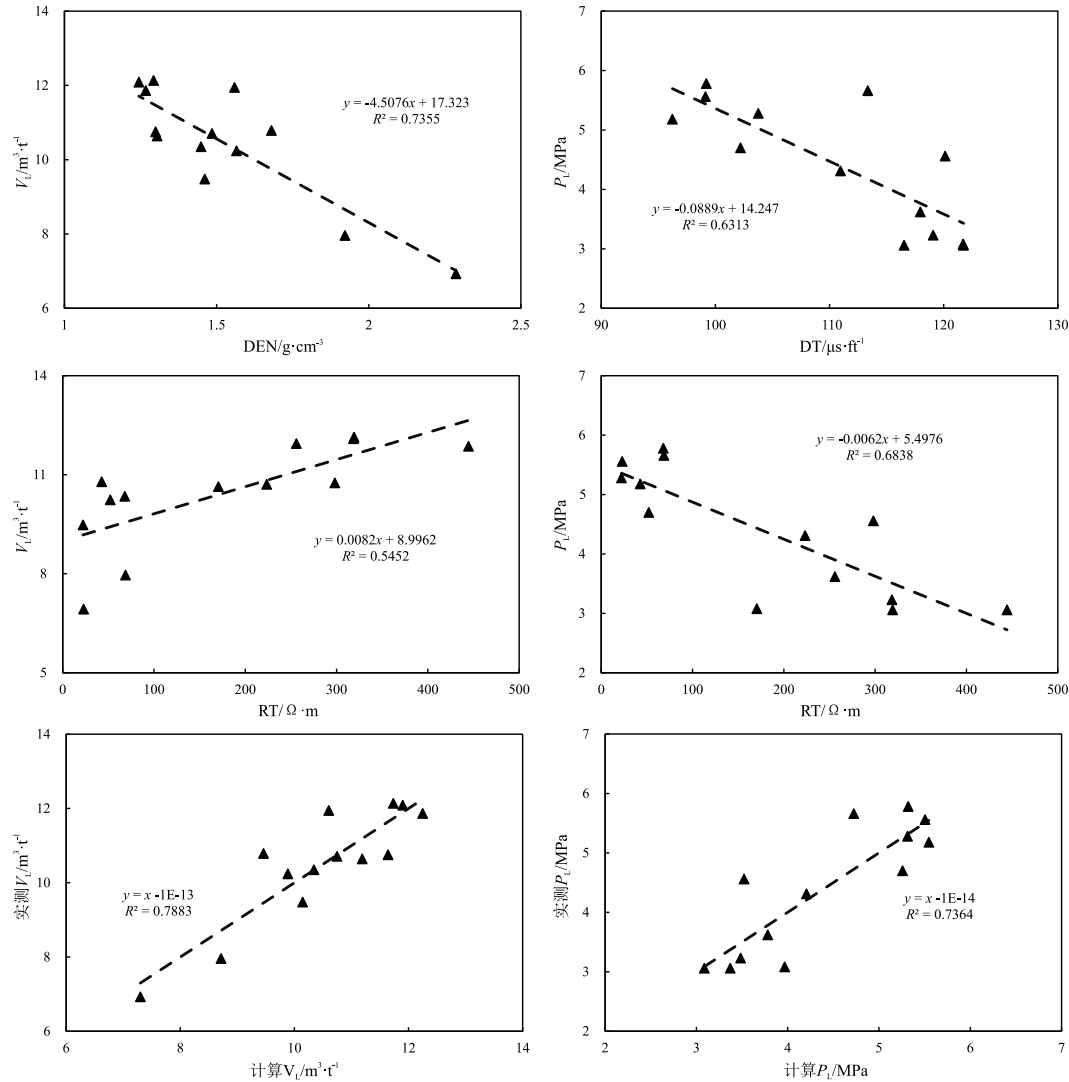 14
12
10
8
6
V_L/m³·t⁻¹
y = -4.5076x + 17.323
R² = 0.7355
1
1.5
2
2.5
DEN/g·cm⁻³
7
6
5
4
3
2
P_L/MPa
y = -0.0889x + 14.247
R² = 0.6313
90
100
110
120
130
DT/μs·ft⁻¹
14
11
8
5
V_L/m³·t⁻¹
y = 0.0082x + 8.9962
R² = 0.5452
0
100
200
300
400
500
RT/Ω·m
7
6
5
4
3
2
P_L/MPa
y = -0.0062x + 5.4976
R² = 0.6838
0
100
200
300
400
500
RT/Ω·m
14
12
10
8
6
实测V_L/m³·t⁻¹
y = x -1E-13
R² = 0.7883
6
8
10
12
14
计算V_L/m³·t⁻¹
7
6
5
4
3
2
实测P_L/MPa
y = x -1E-14
R² = 0.7364
2
3
4
5
6
7
计算P_L/MPa